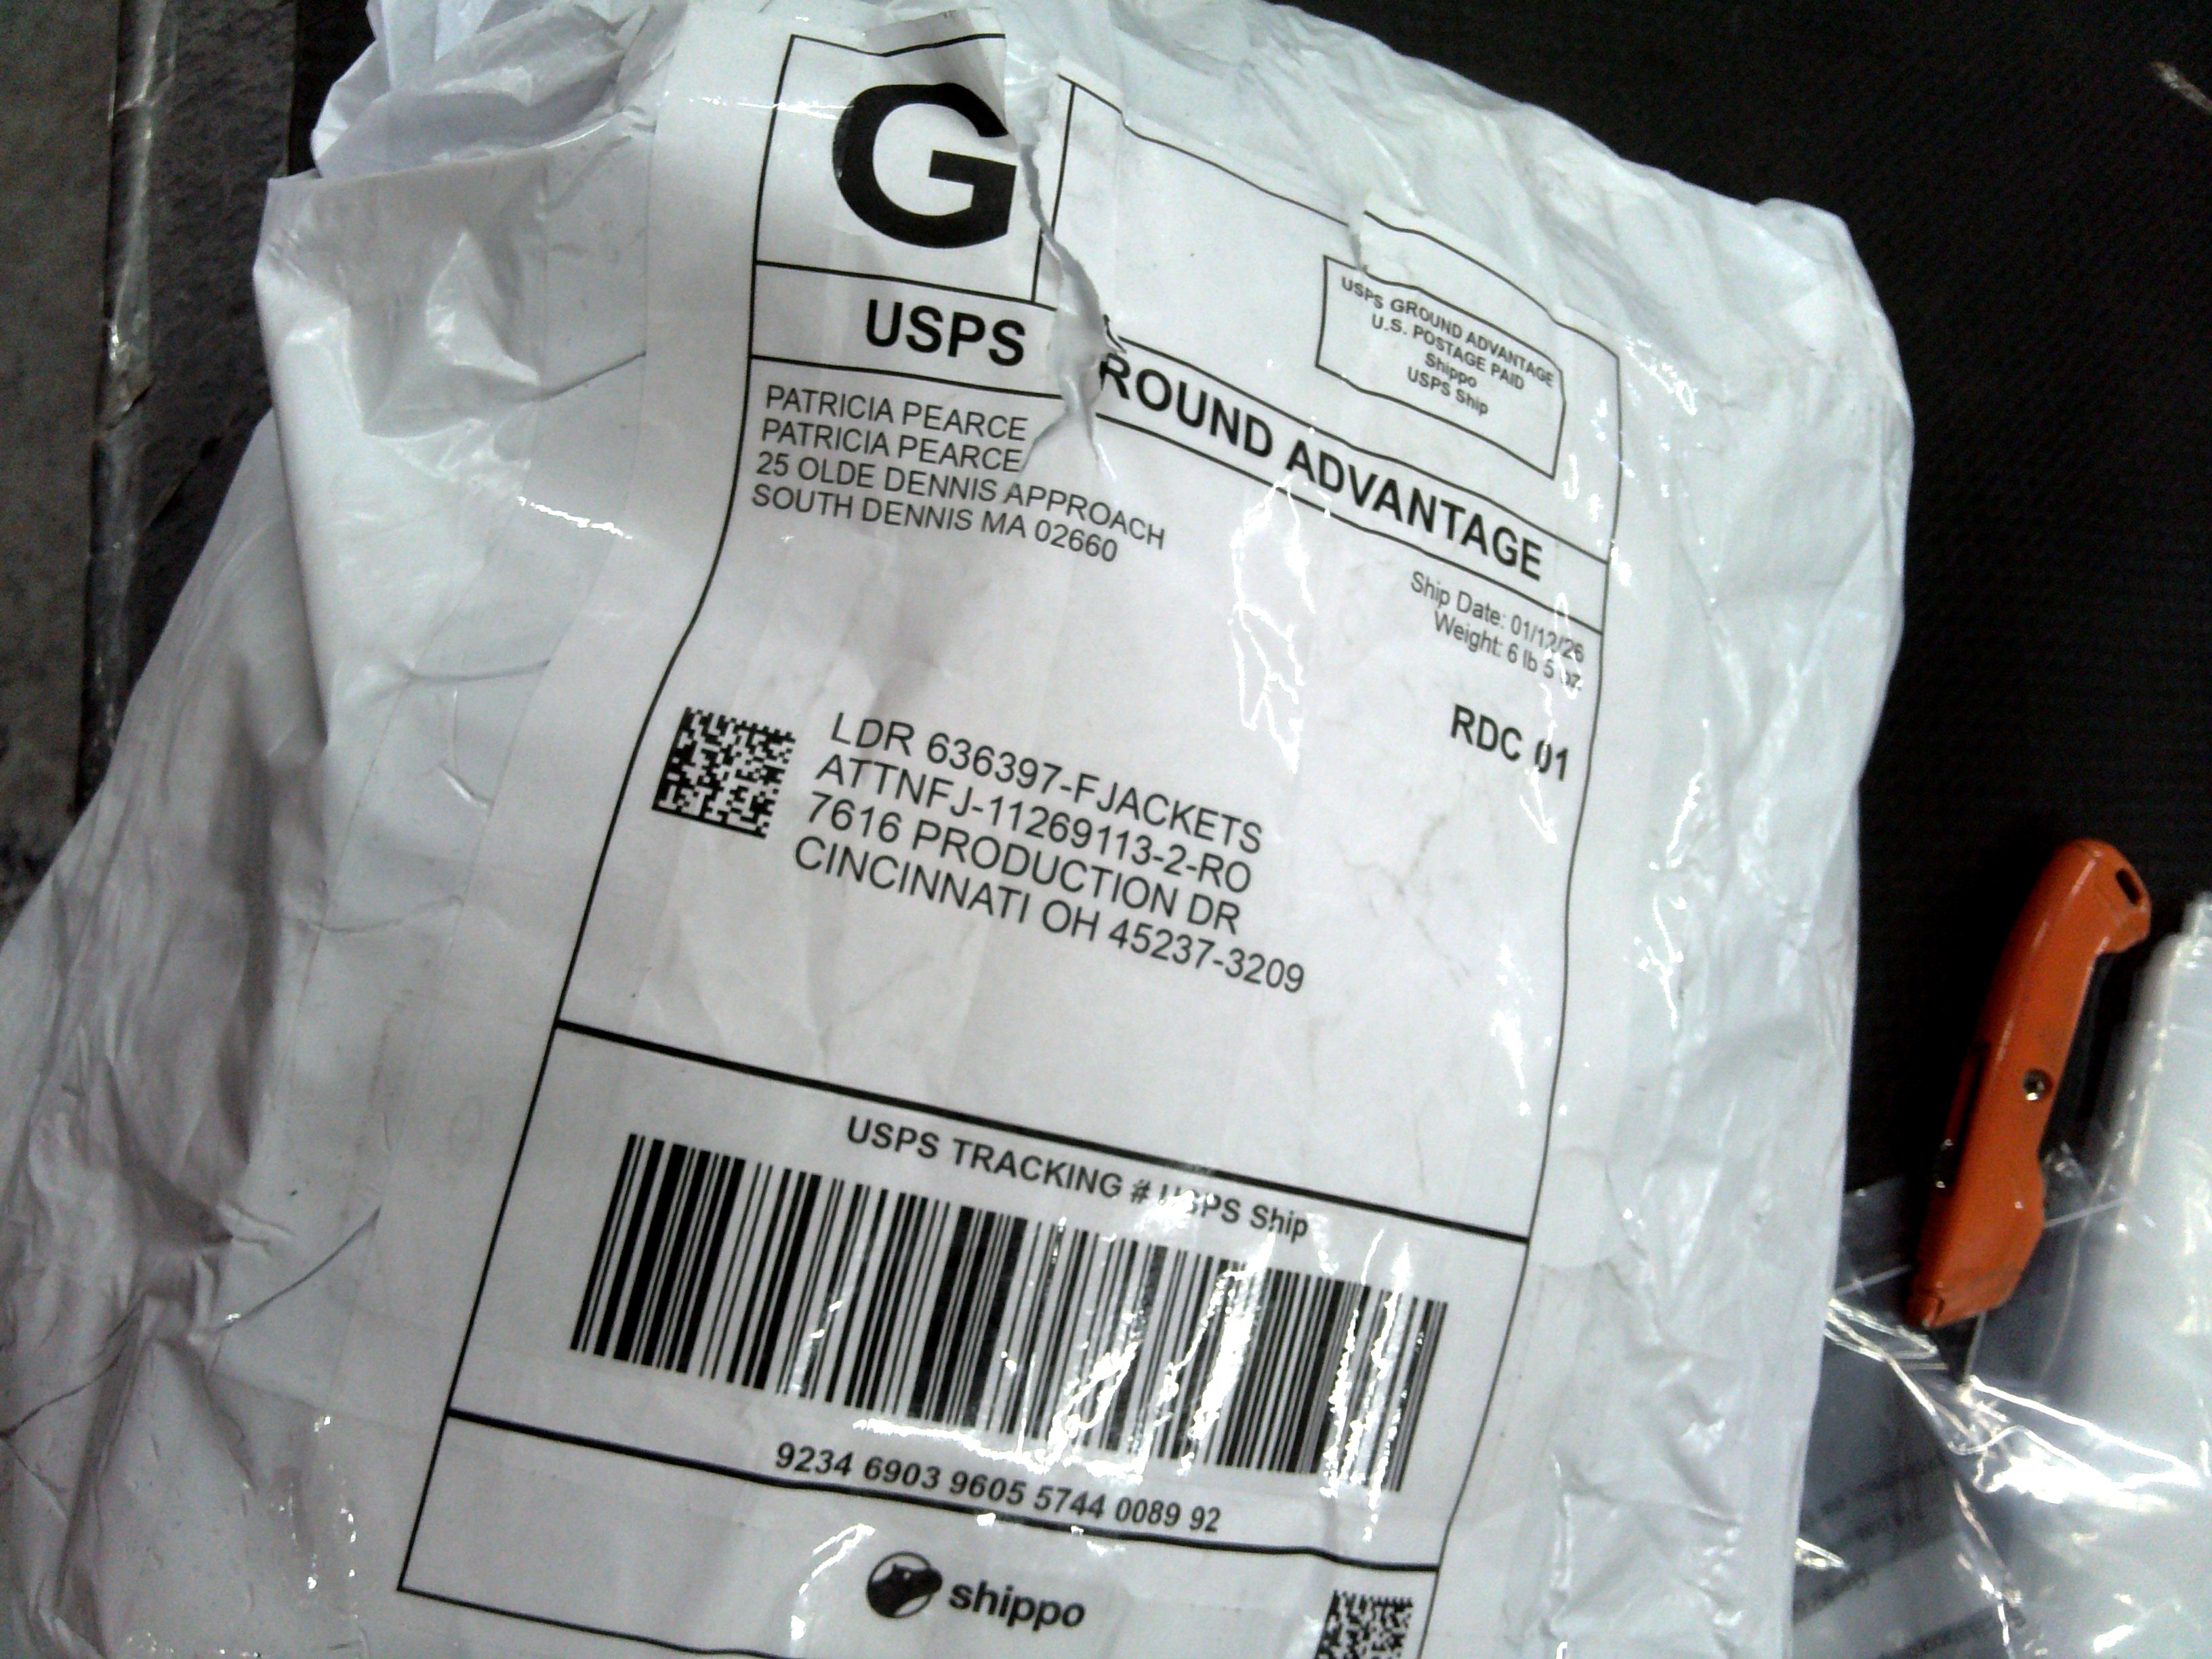 G
USPS GROUND ADVANTAGE
U.S. POSTAGE PAID
Shippo
USPS Ship
USPS GROUND ADVANTAGE
PATRICIA PEARCE
PATRICIA PEARCE
25 OLDE DENNIS APPROACH
SOUTH DENNIS MA 02660
Ship Date: 01/12/26
Weight: 6 lb 5 oz
RDC 01
LDR 636397-FJACKETS
ATTNFJ-11269113-2-RO
7616 PRODUCTION DR
CINCINNATI OH 45237-3209
USPS TRACKING # USPS Ship
9234 6903 9605 5744 0089 92
shippo